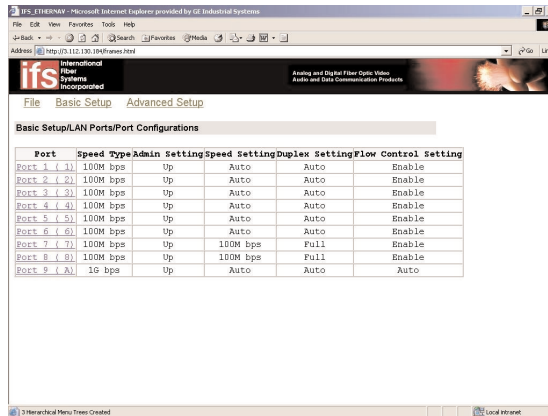 IFS_ETHERNAV - Microsoft Internet Explorer provided by GE Industrial Systems
File Edit View Favorites Tools Help
Back Search Favorites Media
Address http://3.112.130.184/frames.html Go
ifs International Fiber Systems Incorporated
Analog and Digital Fiber Optic Video
Audio and Data Communication Products
File Basic Setup Advanced Setup
Basic Setup/LAN Ports/Port Configurations
Port Speed Type Admin Setting Speed Setting Duplex Setting Flow Control Setting
Port 1 ( 1) 100M bps Up Auto Auto Enable
Port 2 ( 2) 100M bps Up Auto Auto Enable
Port 3 ( 3) 100M bps Up Auto Auto Enable
Port 4 ( 4) 100M bps Up Auto Auto Enable
Port 5 ( 5) 100M bps Up Auto Auto Enable
Port 6 ( 6) 100M bps Up Auto Auto Enable
Port 7 ( 7) 100M bps Up 100M bps Full Enable
Port 8 ( 8) 100M bps Up 100M bps Full Enable
Port 9 ( A) 1G bps Up Auto Auto Auto
3 Hierarchical Menu Trees Created Local intranet